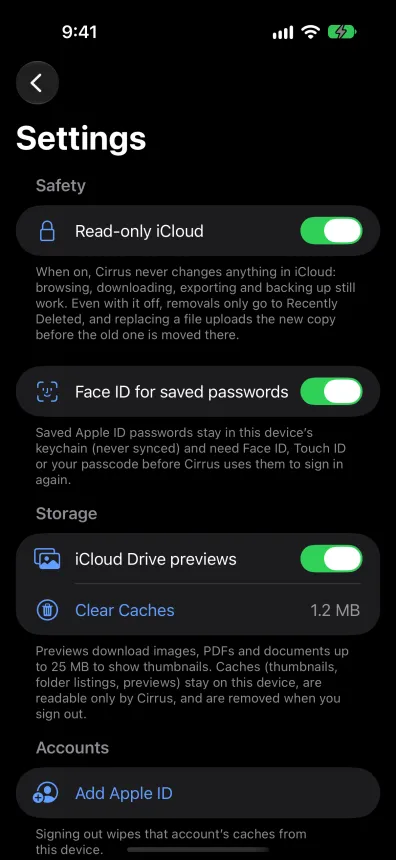 9:41
Settings
Safety
Read-only iCloud
When on, Cirrus never changes anything in iCloud:
browsing, downloading, exporting and backing up still
work. Even with it off, removals only go to Recently
Deleted, and replacing a file uploads the new copy
before the old one is moved there.
Face ID for saved passwords
Saved Apple ID passwords stay in this device's
keychain (never synced) and need Face ID, Touch ID
or your passcode before Cirrus uses them to sign in
again.
Storage
iCloud Drive previews
Clear Caches 1.2 MB
Previews download images, PDFs and documents up
to 25 MB to show thumbnails. Caches (thumbnails,
folder listings, previews) stay on this device, are
readable only by Cirrus, and are removed when you
sign out.
Accounts
Add Apple ID
Signing out wipes that account's caches from
this device.